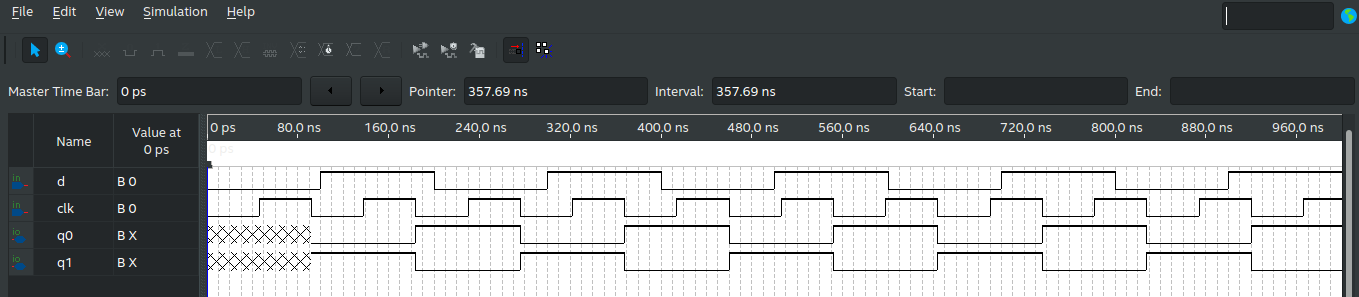 File Edit View Simulation Help
Master Time Bar: 0 ps Pointer: 357.69 ns Interval: 357.69 ns Start: End:
Name Value at 0 ps
0 ps 80.0 ns 160.0 ns 240.0 ns 320.0 ns 400.0 ns 480.0 ns 560.0 ns 640.0 ns 720.0 ns 800.0 ns 880.0 ns 960.0 ns
0 ps
in d B 0
in clk B 0
io q0 B X
io q1 B X